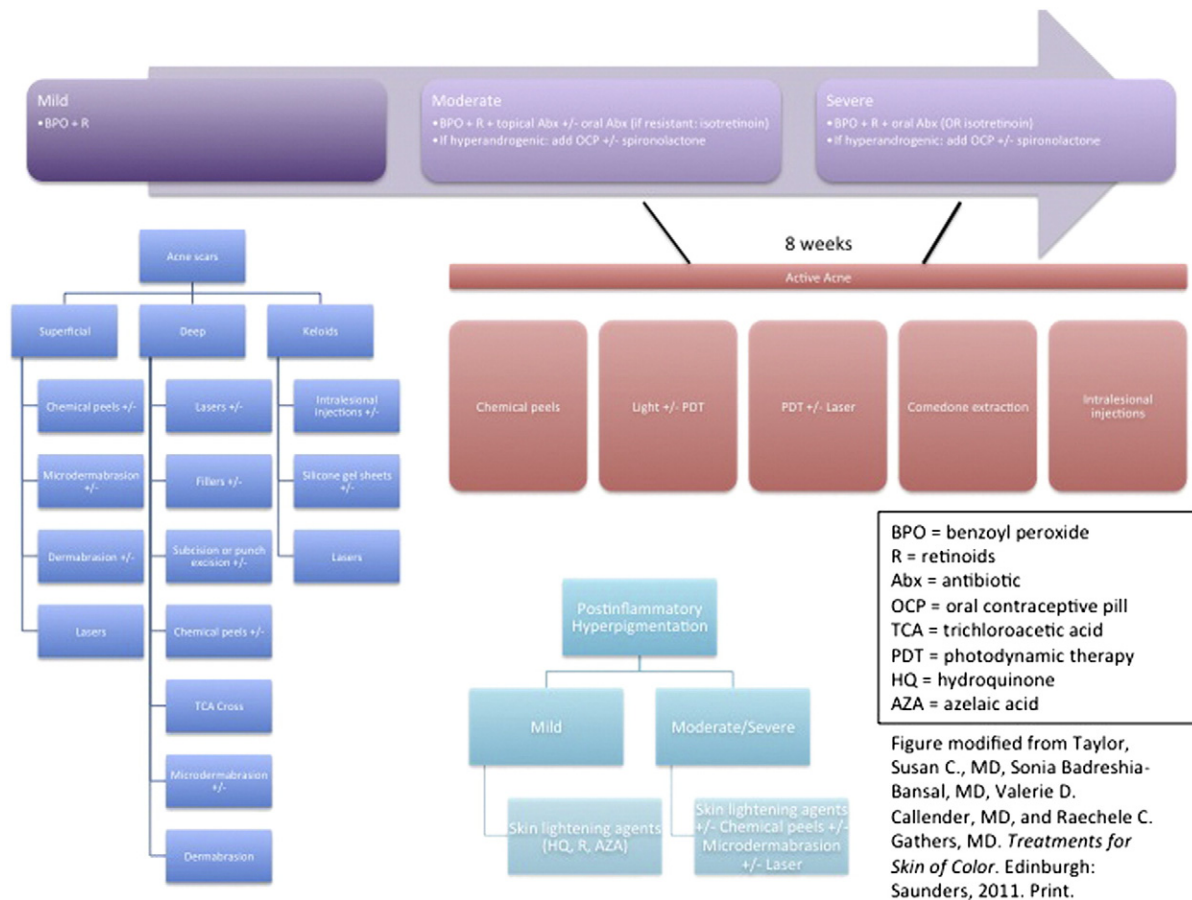 Mild
•BPO + R
Moderate
•BPO + R + topical Abx +/- oral Abx (if resistant: isotretinoin)
•If hyperandrogenic: add OCP +/- spironolactone
Severe
•BPO + R + oral Abx (OR isotretinoin)
•If hyperandrogenic: add OCP +/- spironolactone
8 weeks
Active Acne
Chemical peels
Light +/- PDT
PDT +/- Laser
Comedone extraction
Intralesional
injections
Acne scars
Superficial
Chemical peels +/-
Microdermabrasion
+/-
Dermabrasion +/-
Lasers
Deep
Lasers +/-
Fillers +/-
Subcision or punch
excision +/-
Chemical peels +/-
TCA Cross
Microdermabrasion
+/-
Dermabrasion
Keloids
Intralesional
Injections +/-
Silicone gel sheets
+/-
Lasers
Postinflammatory
Hyperpigmentation
Mild
Skin lightening agents
(HQ, R, AZA)
Moderate/Severe
Skin lightening agents
+/- Chemical peels +/-
Microdermabrasion
+/- Laser
BPO = benzoyl peroxide
R = retinoids
Abx = antibiotic
OCP = oral contraceptive pill
TCA = trichloroacetic acid
PDT = photodynamic therapy
HQ = hydroquinone
AZA = azelaic acid
Figure modified from Taylor,
Susan C., MD, Sonia Badreshia-
Bansal, MD, Valerie D.
Callender, MD, and Raechele C.
Gathers, MD. Treatments for
Skin of Color. Edinburgh:
Saunders, 2011. Print.